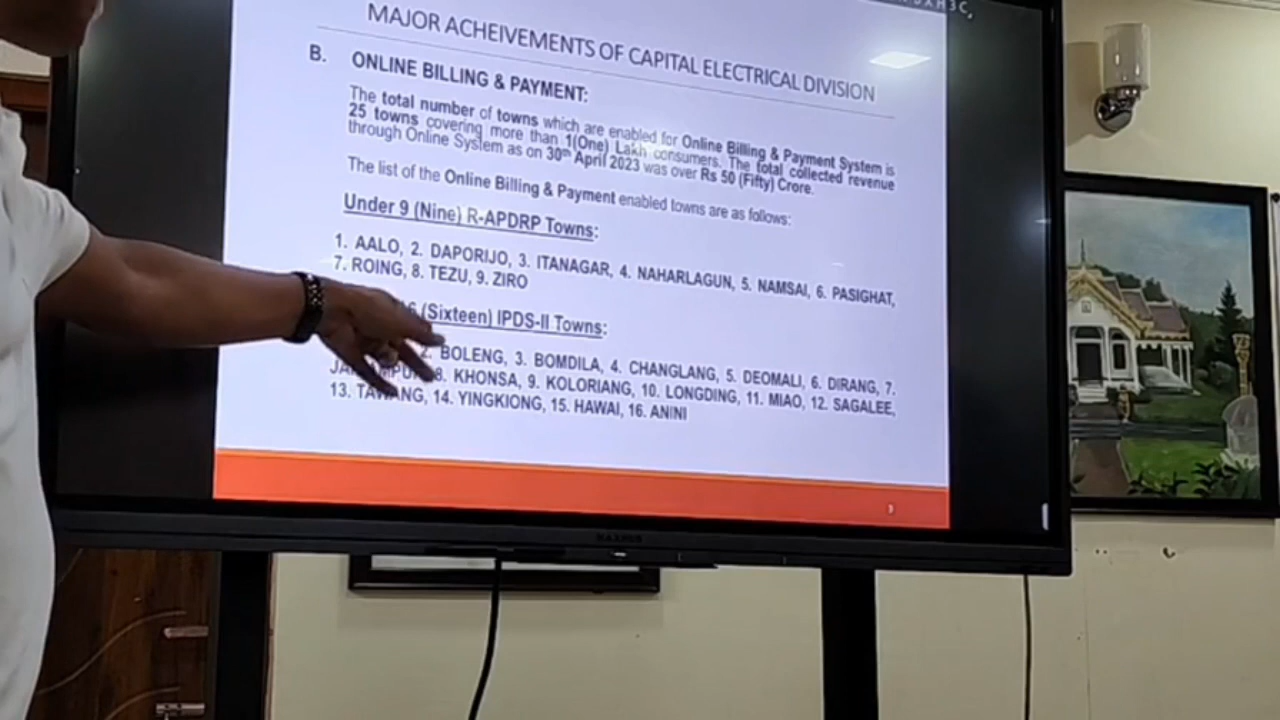 MAJOR ACHEIVEMENTS OF CAPITAL ELECTRICAL DIVISION
B. ONLINE BILLING & PAYMENT:
The total number of towns which are enabled for Online Billing & Payment System is
25 towns covering more than 1(One) Lakh consumers. The total collected revenue
through Online System as on 30th April 2023 was over Rs 50 (Fifty) Crore.
The list of the Online Billing & Payment enabled towns are as follows:
Under 9 (Nine) R-APDRP Towns:
1. AALO, 2. DAPORIJO, 3. ITANAGAR, 4. NAHARLAGUN, 5. NAMSAI, 6. PASIGHAT,
7. ROING, 8. TEZU, 9. ZIRO
(Sixteen) IPDS-II Towns:
2. BOLENG, 3. BOMDILA, 4. CHANGLANG, 5. DEOMALI, 6. DIRANG, 7.
8. KHONSA, 9. KOLORIANG, 10. LONGDING, 11. MIAO, 12. SAGALEE,
13. TAWANG, 14. YINGKIONG, 15. HAWAI, 16. ANINI